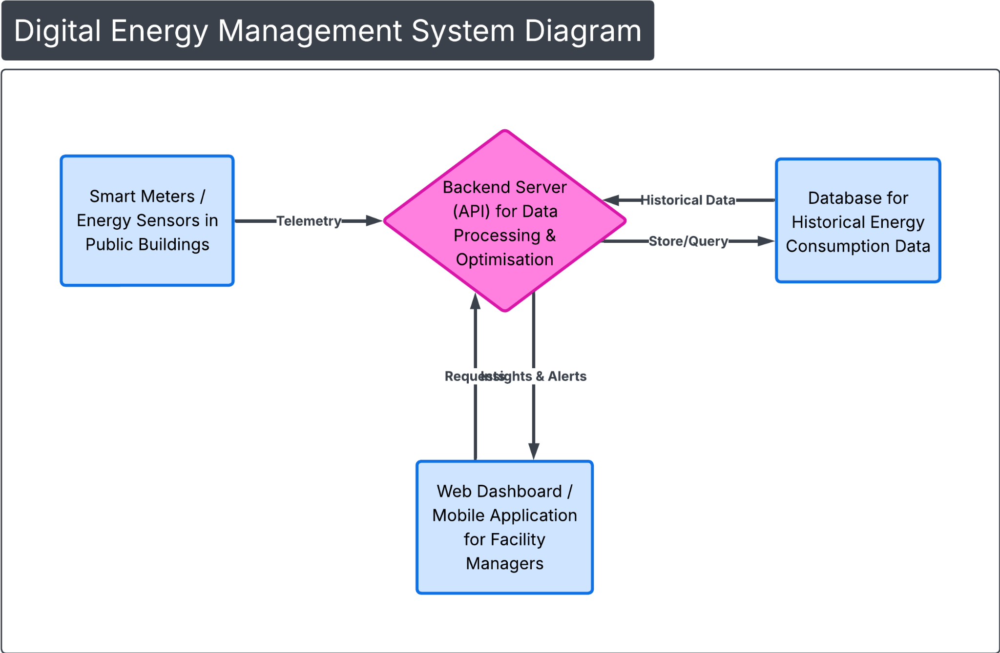 Digital Energy Management System Diagram
Smart Meters /
Energy Sensors in
Public Buildings
Telemetry
Backend Server
(API) for Data
Processing &
Optimisation
Historical Data
Store/Query
Database for
Historical Energy
Consumption Data
Requests
Insights & Alerts
Web Dashboard /
Mobile Application
for Facility
Managers